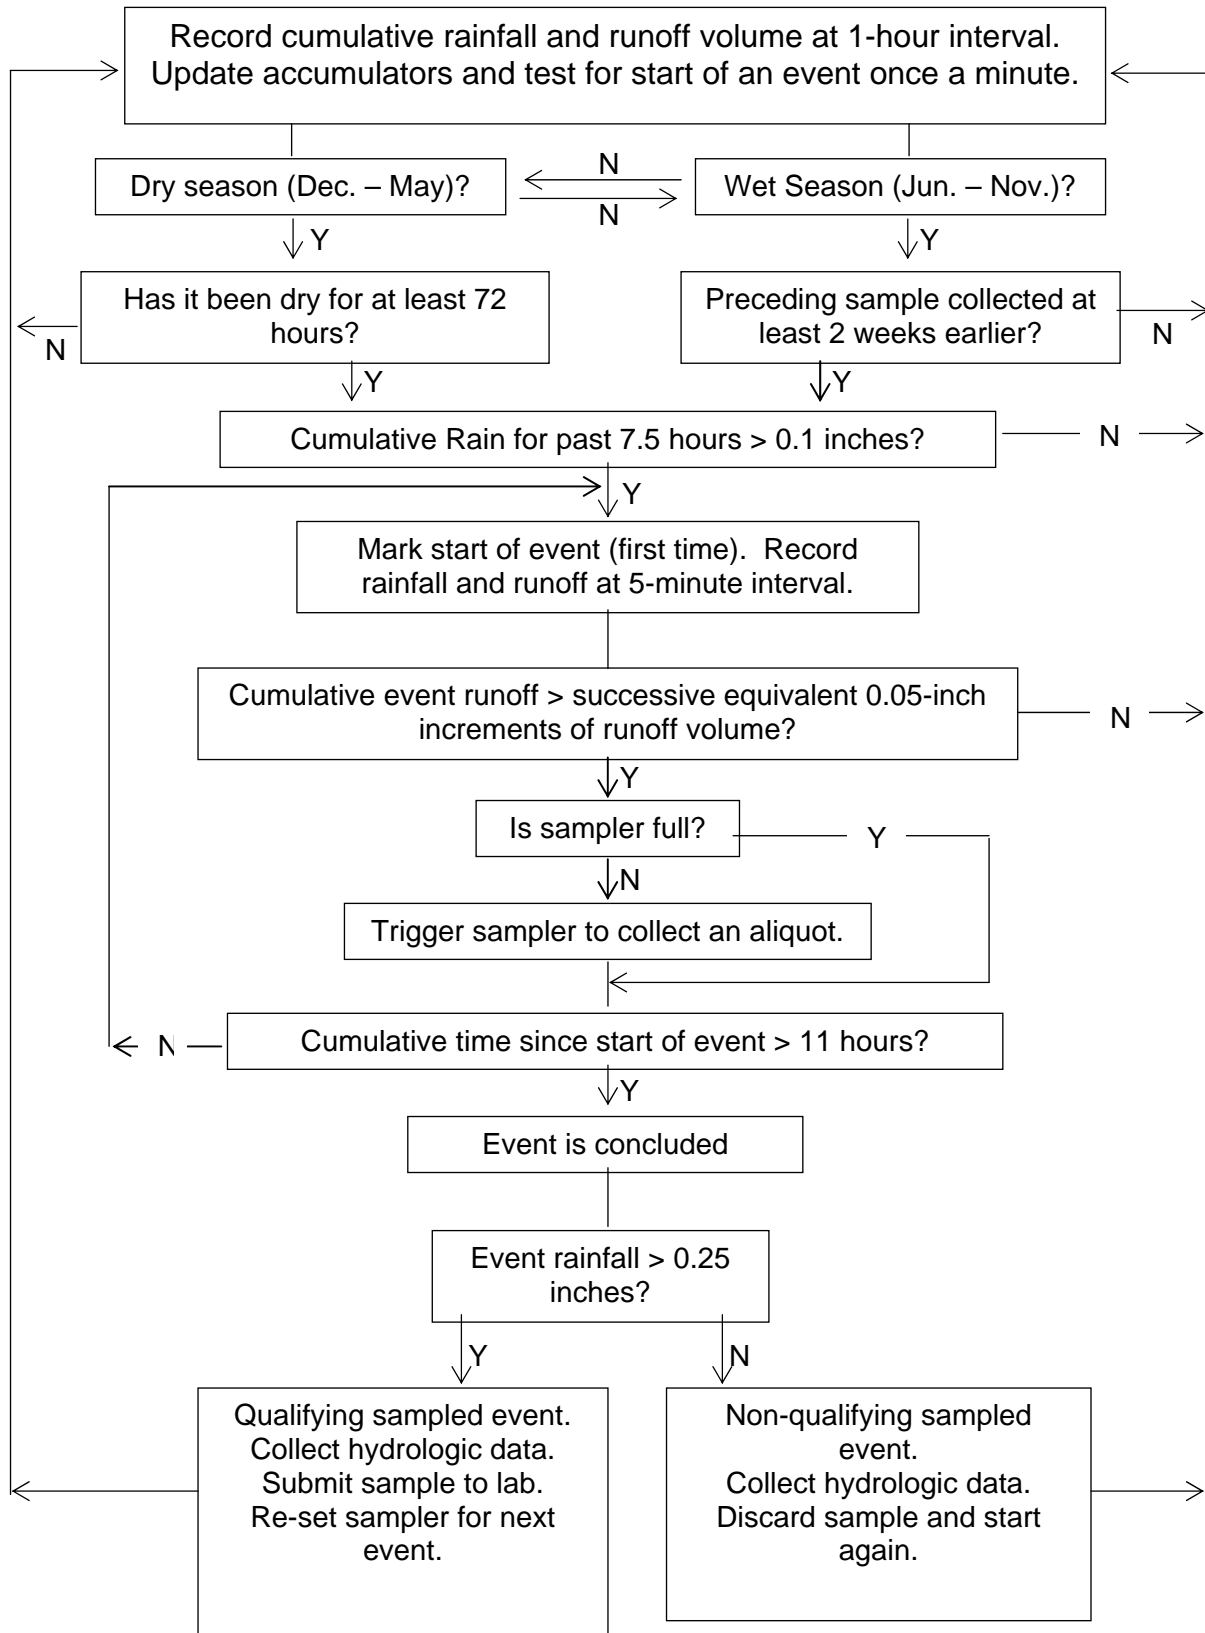 Record cumulative rainfall and runoff volume at 1-hour interval.
Update accumulators and test for start of an event once a minute.
Dry season (Dec. – May)?
N
N
Wet Season (Jun. – Nov.)?
Y
Y
Has it been dry for at least 72
hours?
N
Preceding sample collected at
least 2 weeks earlier?
N
Y
Y
Cumulative Rain for past 7.5 hours > 0.1 inches?
N
Y
Mark start of event (first time).  Record
rainfall and runoff at 5-minute interval.
Cumulative event runoff > successive equivalent 0.05-inch
increments of runoff volume?
N
Y
Is sampler full?
Y
N
Trigger sampler to collect an aliquot.
Cumulative time since start of event > 11 hours?
N
Y
Event is concluded
Event rainfall > 0.25
inches?
Y
N
Qualifying sampled event.
Collect hydrologic data.
Submit sample to lab.
Re-set sampler for next
event.
Non-qualifying sampled
event.
Collect hydrologic data.
Discard sample and start
again.